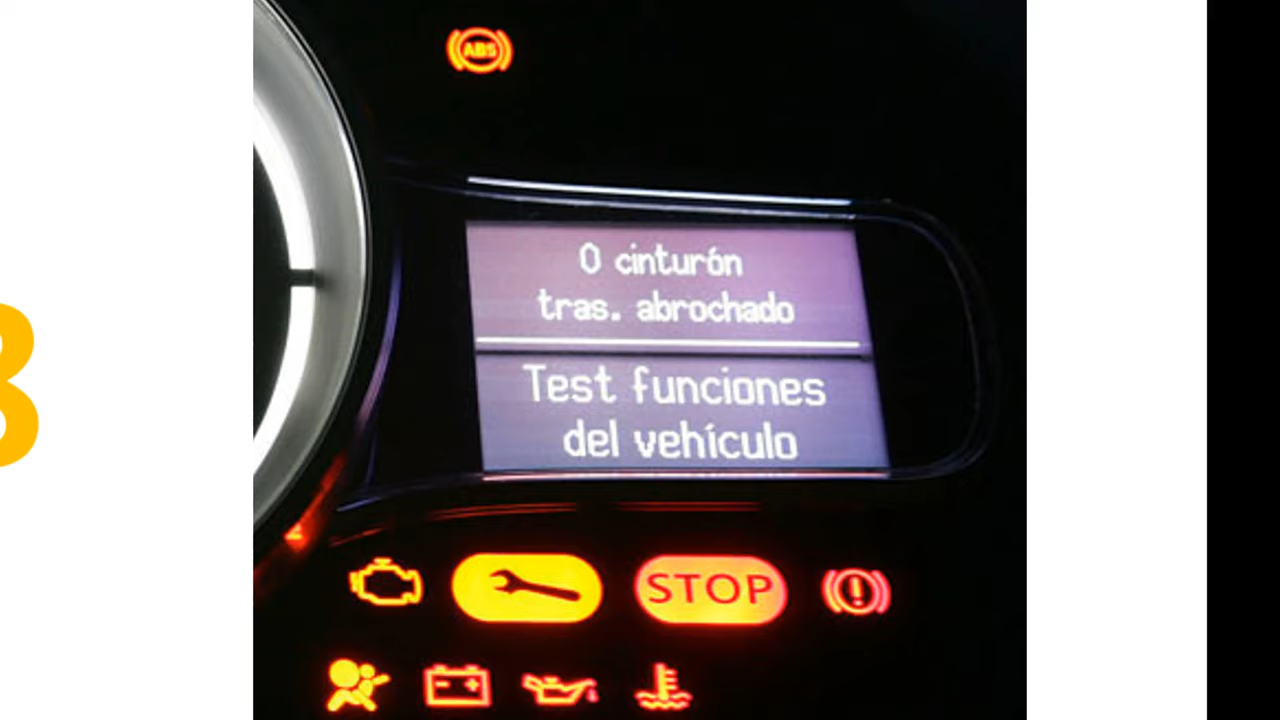 ABS
0 cinturón
tras. abrochado
Test funciones
del vehículo
STOP